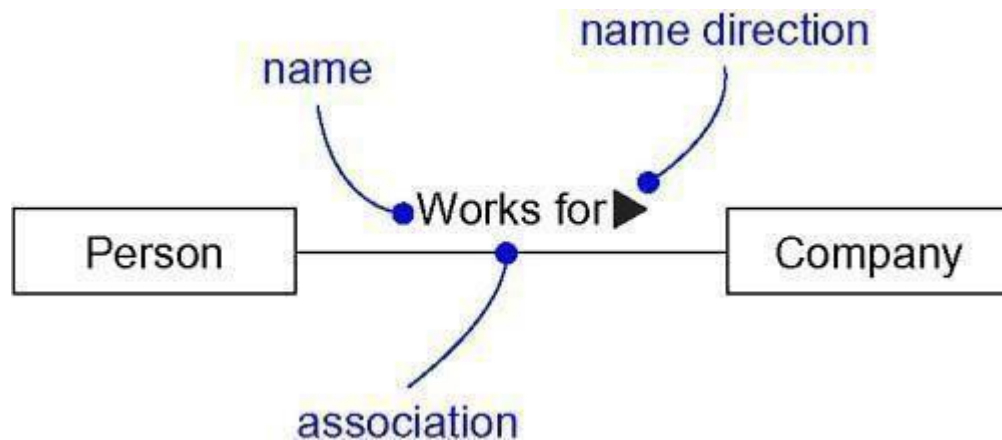 name direction
name
Works for
Person
Company
association